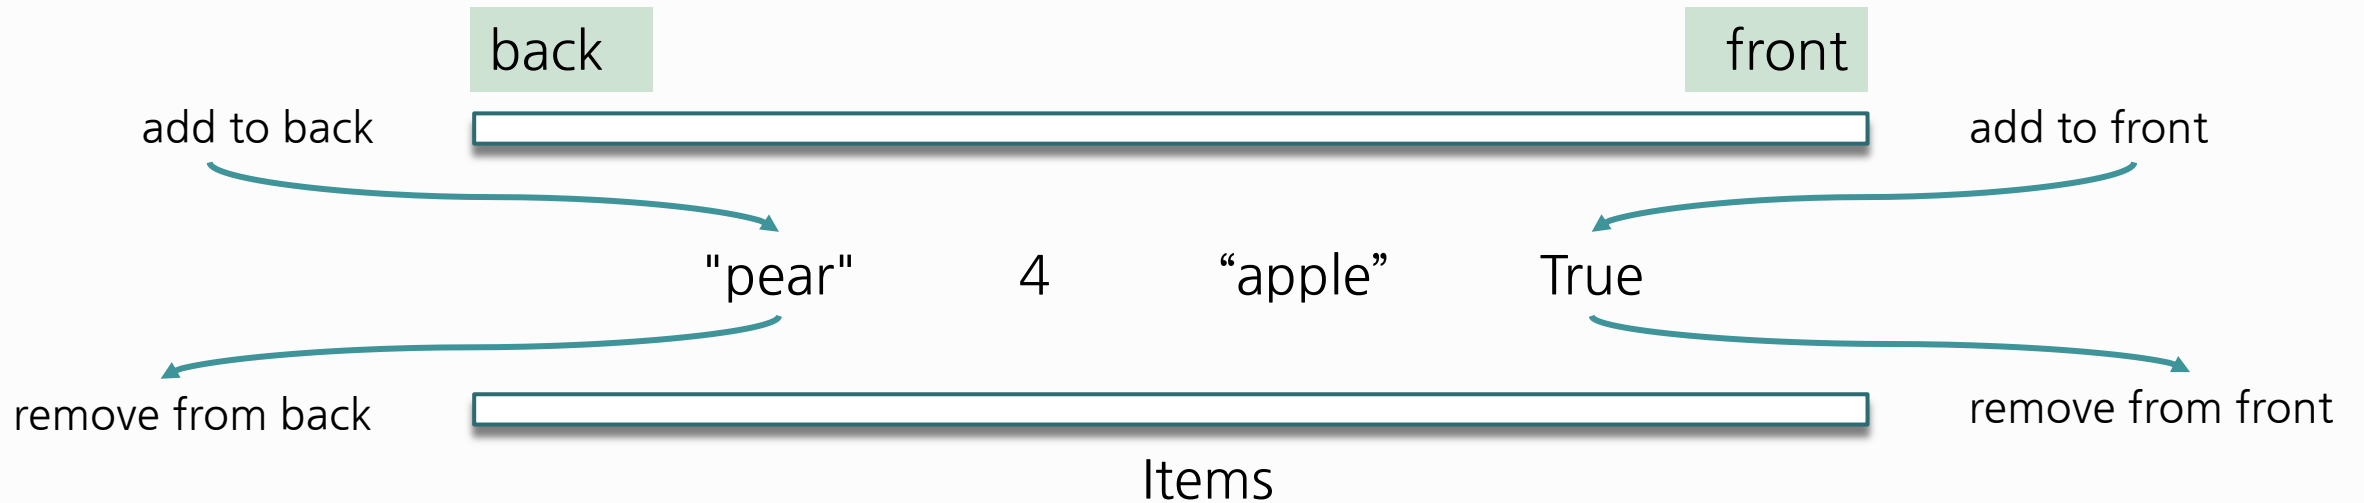 back front
add to back add to front
"pear" 4 “apple” True
remove from back remove from front
Items